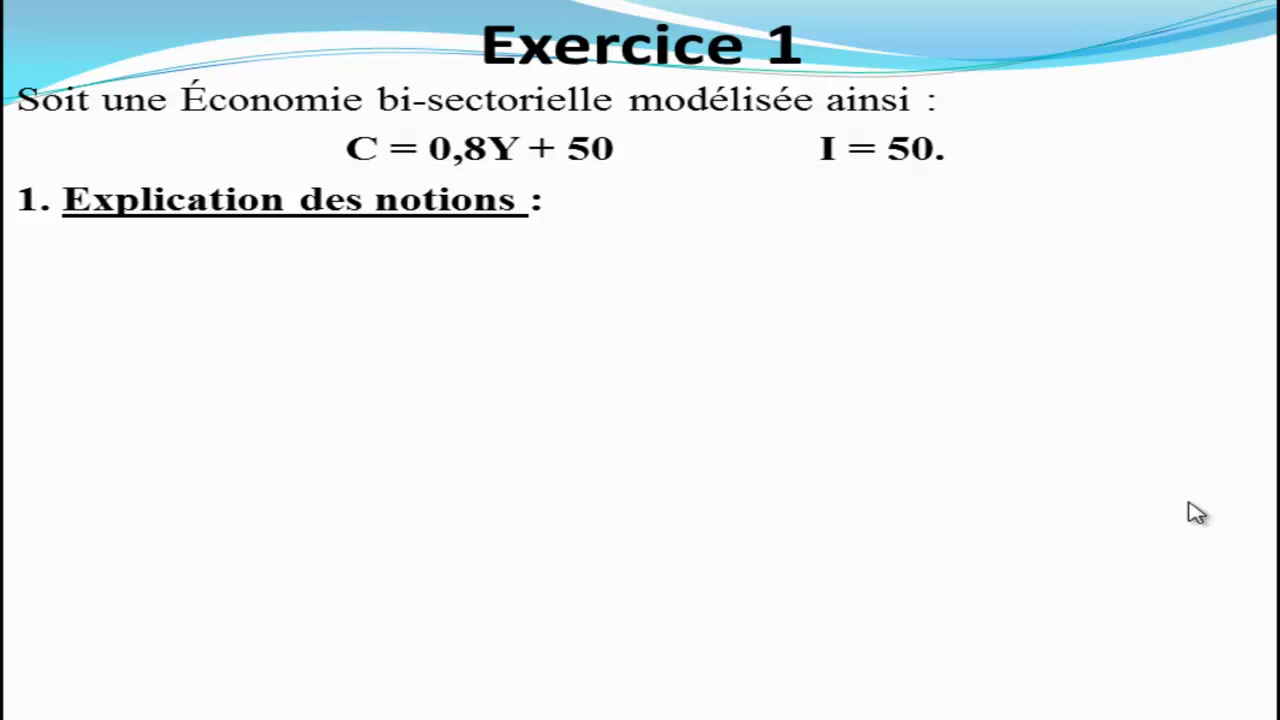 Exercice 1
Soit une Économie bi-sectorielle modélisée ainsi :
C = 0,8Y + 50 I = 50.
1. Explication des notions :